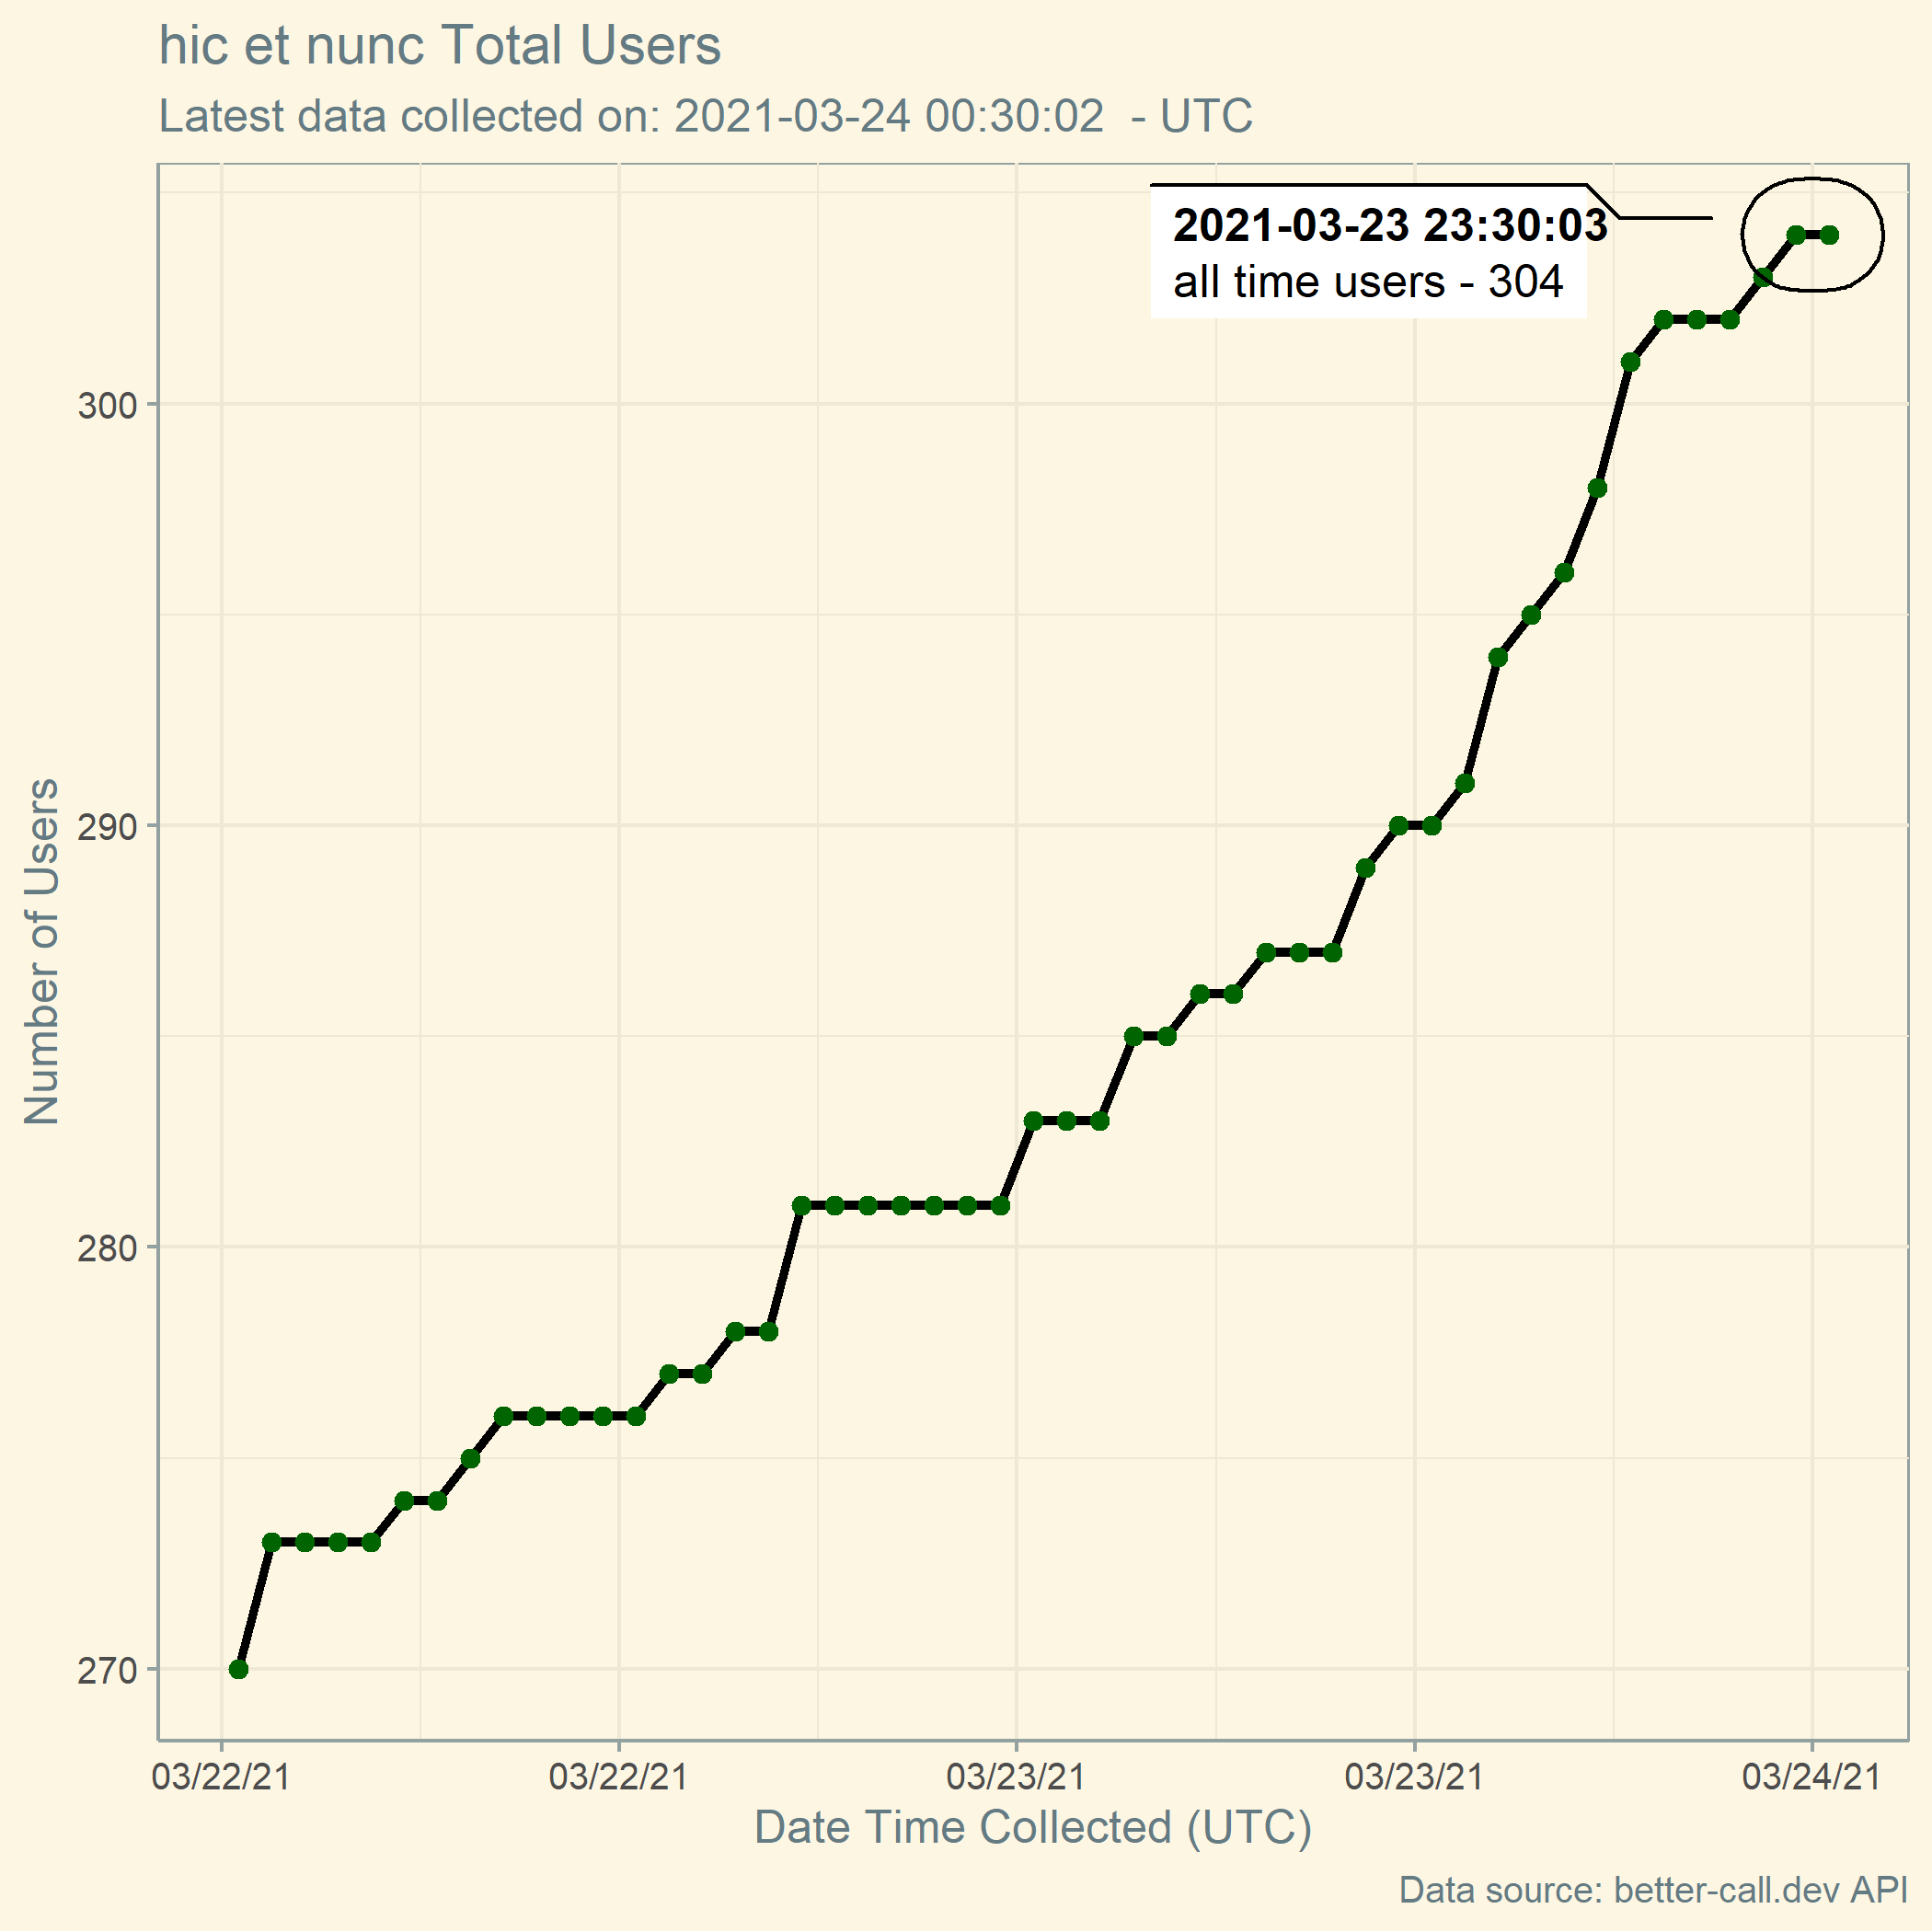 hic et nunc Total Users
Latest data collected on: 2021-03-24 00:30:02  - UTC
2021-03-23 23:30:03
all time users - 304
Number of Users
300
290
280
270
03/22/21 03/22/21 03/23/21 03/23/21 03/24/21
Date Time Collected (UTC)
Data source: better-call.dev API